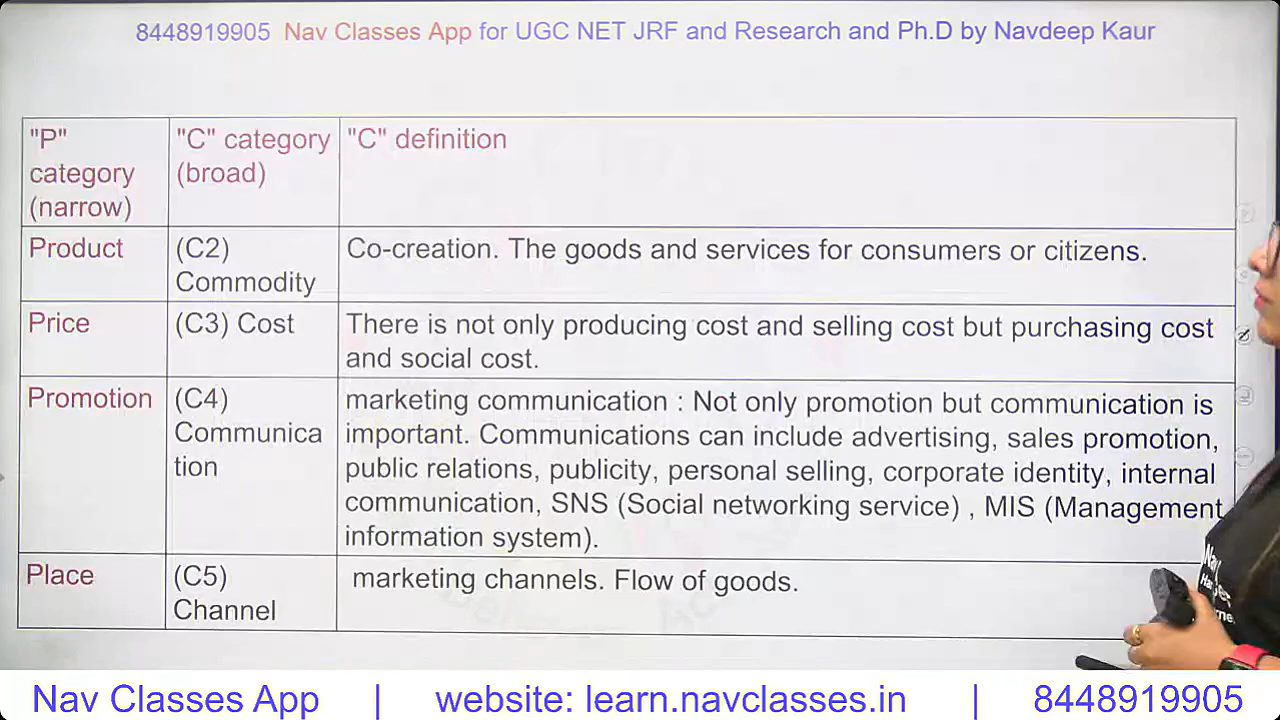 8448919905 Nav Classes App for UGC NET JRF and Research and Ph.D by Navdeep Kaur
"P"
category
(narrow)
"C" category
(broad)
"C" definition
Product
(C2)
Commodity
Co-creation. The goods and services for consumers or citizens.
Price
(C3) Cost
There is not only producing cost and selling cost but purchasing cost
and social cost.
Promotion
(C4)
Communica
tion
marketing communication : Not only promotion but communication is
important. Communications can include advertising, sales promotion,
public relations, publicity, personal selling, corporate identity, internal
communication, SNS (Social networking service) , MIS (Management
information system).
Place
(C5)
Channel
marketing channels. Flow of goods.
Nav Classes App | website: learn.navclasses.in | 8448919905